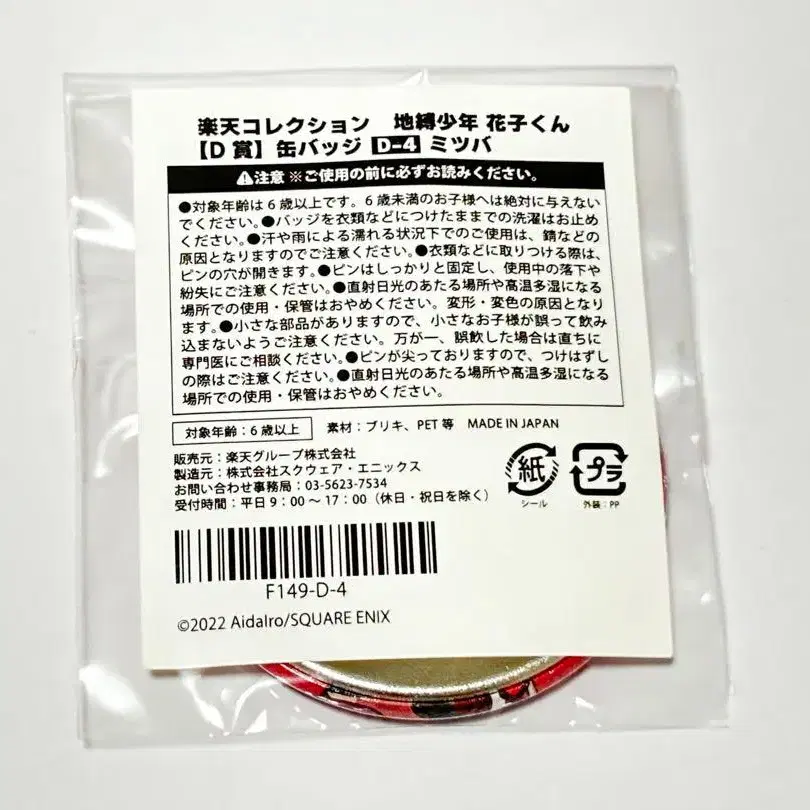 楽天コレクション 地縛少年 花子くん
【D 賞】缶バッジ D-4 ミツバ
⚠注意 ※ご使用の前に必ずお読みください。
●対象年齢は6歳以上です。6歳未満のお子様へは絶対に与えない
でください。●バッジを衣類などにつけたままでの洗濯はお止め
ください。●汗や雨による濡れる状況下でのご使用は、錆などの
原因となりますのでご注意ください。●衣類などに取りつける際は、
ピンの穴が開きます。●ピンはしっかりと固定し、使用中の落下や
紛失にご注意ください。●直射日光のあたる場所や高温多湿になる
場所での使用・保管はおやめください。変形・変色の原因となり
ます。●小さな部品がありますので、小さなお子様が誤って飲み
込まないようご注意ください。万が一、誤飲した場合は直ちに
専門医にご相談ください。●ピンが尖っておりますので、つけはずし
の際はご注意ください。●直射日光のあたる場所や高温多湿になる
場所での使用・保管はおやめください。
対象年齢：6歳以上 素材：ブリキ、PET等 MADE IN JAPAN
販売元：楽天グループ株式会社
製造元：株式会社スクウェア・エニックス
お問い合わせ事務局：03-5623-7534
受付時間：平日9：00～17：00（休日・祝日を除く）
紙 プラ
シール 外装：PP
F149-D-4
©2022 AidaIro/SQUARE ENIX